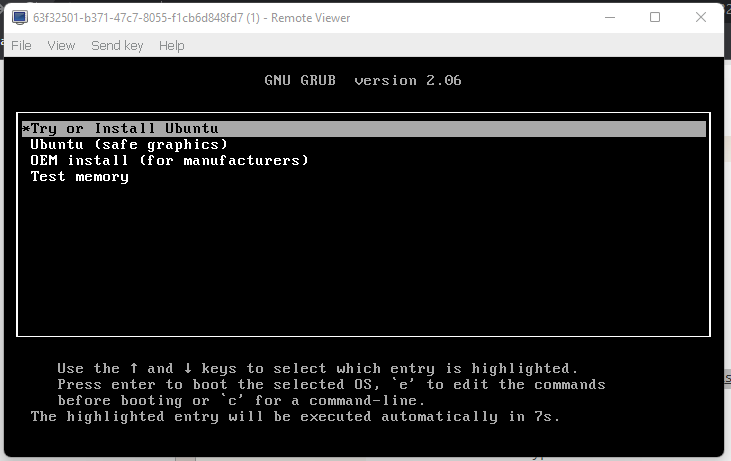 63f32501-b371-47c7-8055-f1cb6d848fd7 (1) - Remote Viewer
File View Send key Help
GNU GRUB version 2.06
*Try or Install Ubuntu
Ubuntu (safe graphics)
OEM install (for manufacturers)
Test memory
Use the ↑ and ↓ keys to select which entry is highlighted.
Press enter to boot the selected OS, `e' to edit the commands
before booting or `c' for a command-line.
The highlighted entry will be executed automatically in 7s.